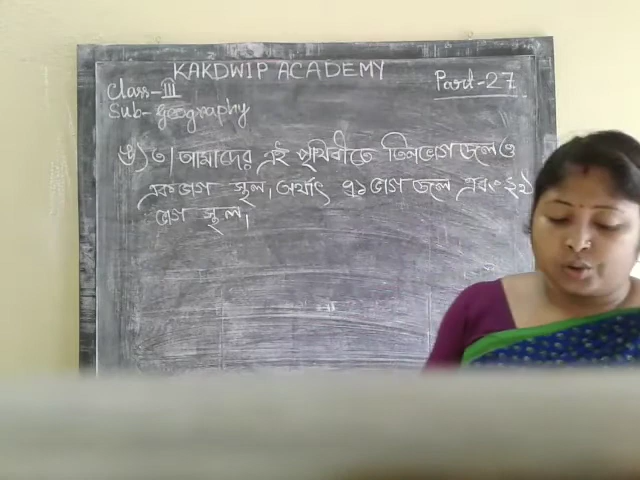 KAKDWIP ACADEMY
Class-III
Part-27
Sub-Geography
উ) ৩| আমাদের এই পৃথিবীতে তিনভাগ জল ও
একভাগ স্থল, অর্থাৎ ৭১ ভাগ জল এবং ২৯
ভাগ স্থল,